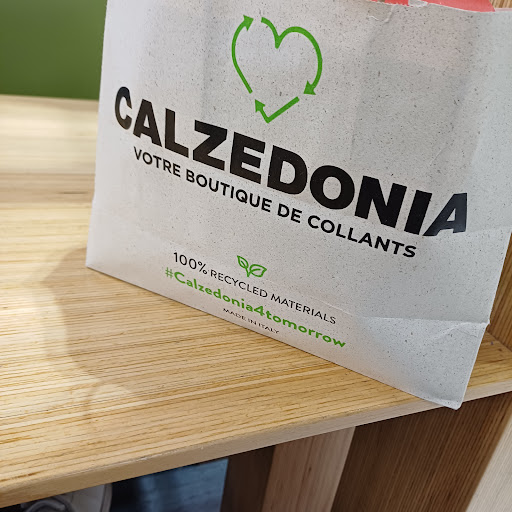 CALZEDONIA
VOTRE BOUTIQUE DE COLLANTS
100% RECYCLED MATERIALS
#Calzedonia4tomorrow
MADE IN ITALY